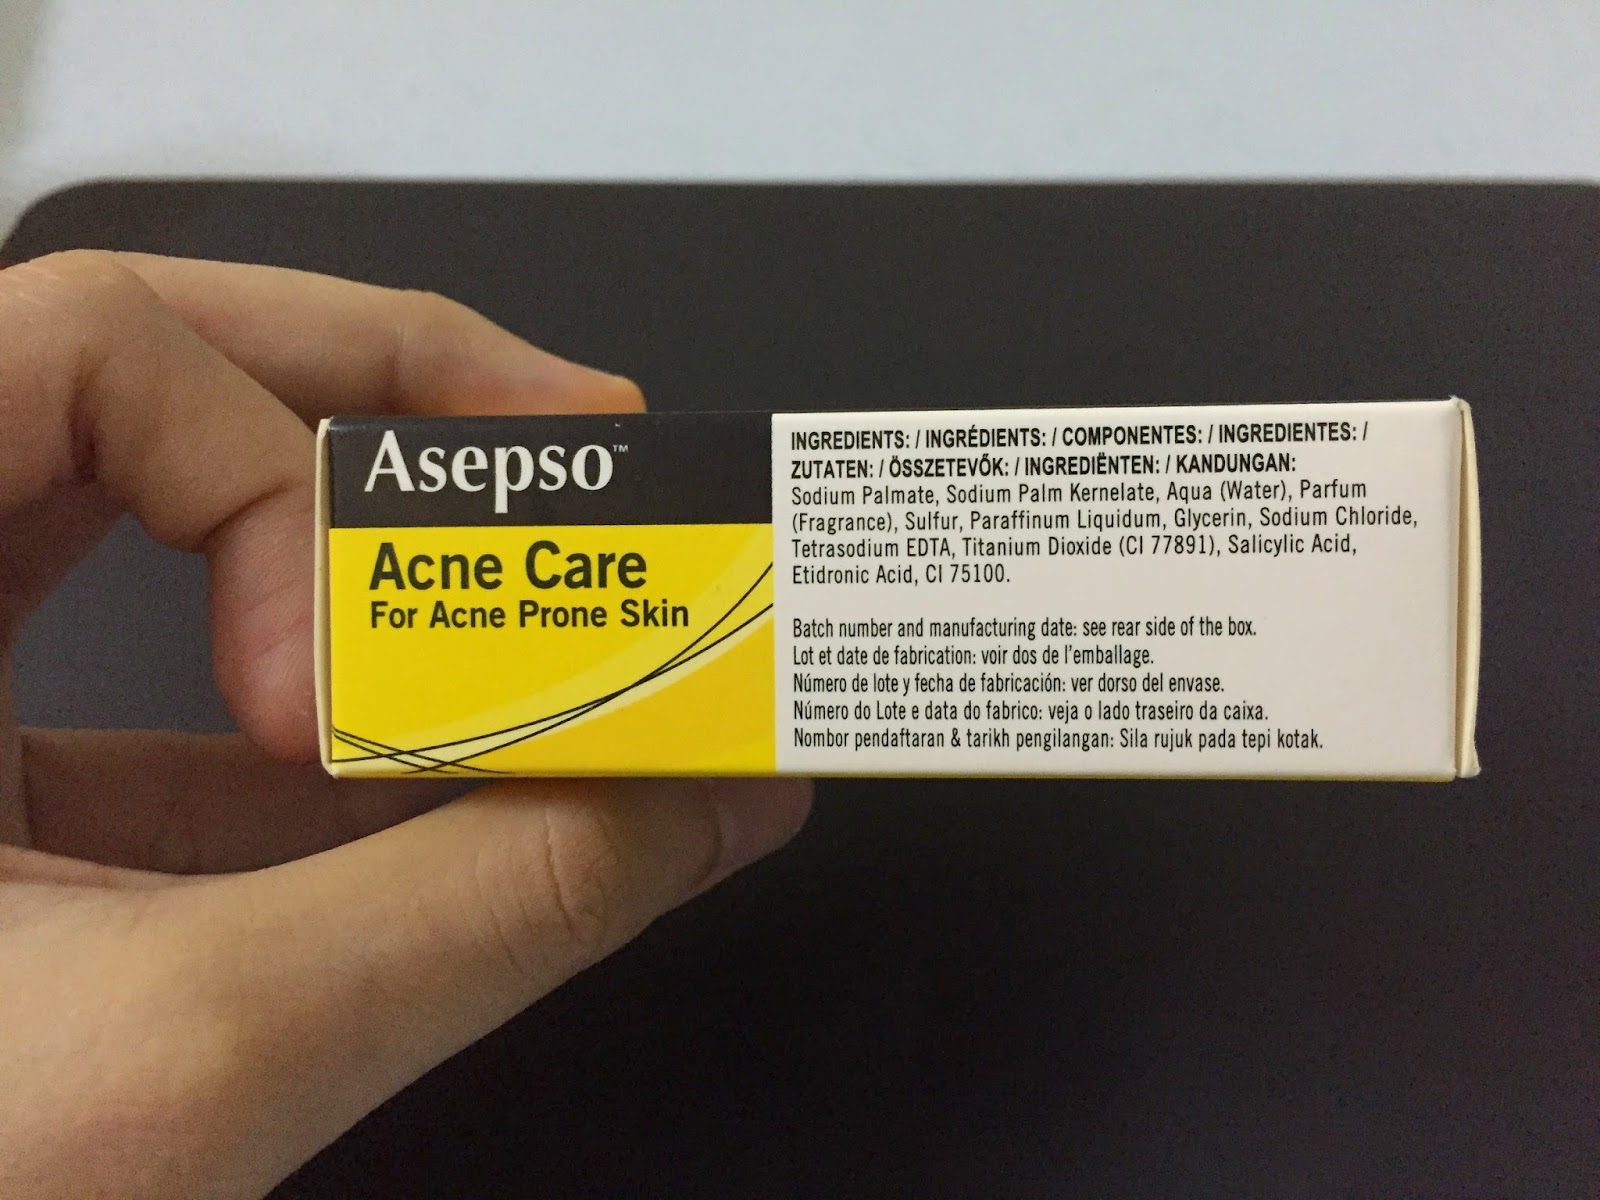 Asepso™
Acne Care
For Acne Prone Skin
INGREDIENTS: / INGRÉDIENTS: / COMPONENTES: / INGREDIENTES: /
ZUTATEN: / ÖSSZETEVŐK: / INGREDIËNTEN: / KANDUNGAN:
Sodium Palmate, Sodium Palm Kernelate, Aqua (Water), Parfum
(Fragrance), Sulfur, Paraffinum Liquidum, Glycerin, Sodium Chloride,
Tetrasodium EDTA, Titanium Dioxide (CI 77891), Salicylic Acid,
Etidronic Acid, CI 75100.
Batch number and manufacturing date: see rear side of the box.
Lot et date de fabrication: voir dos de l'emballage.
Número de lote y fecha de fabricación: ver dorso del envase.
Número do Lote e data do fabrico: veja o lado traseiro da caixa.
Nombor pendaftaran & tarikh pengilangan: Sila rujuk pada tepi kotak.